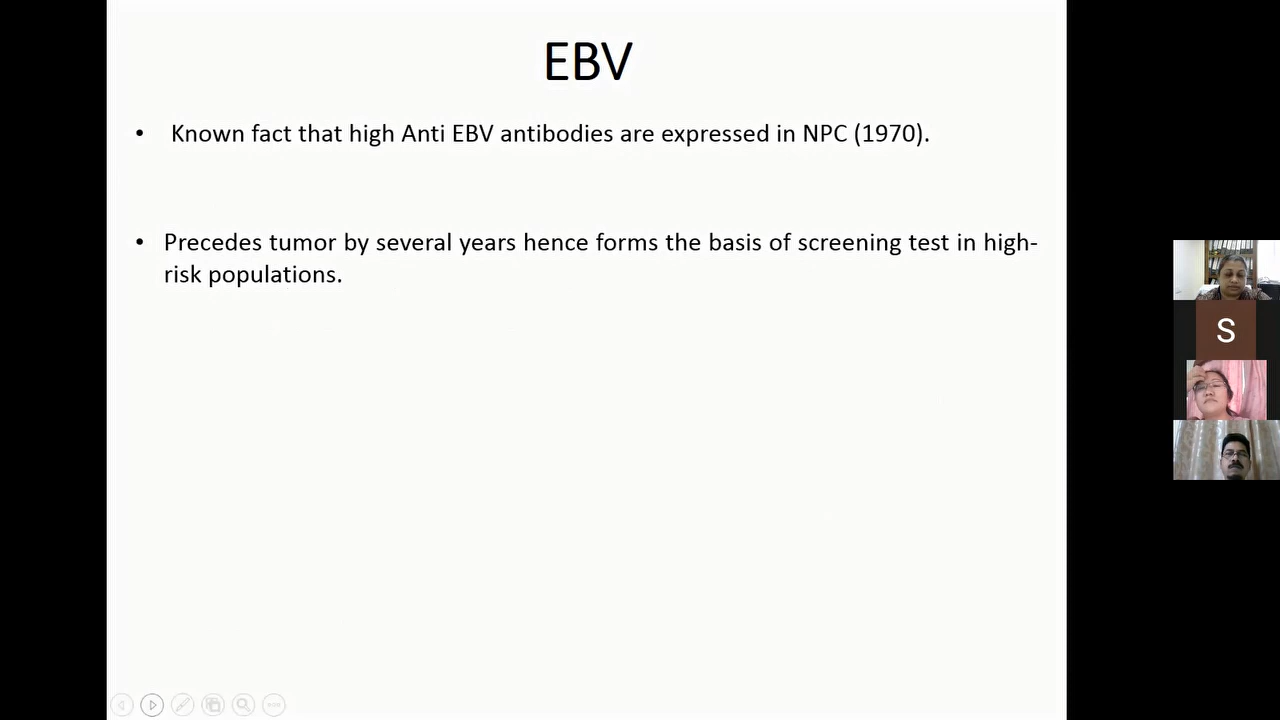 EBV
• Known fact that high Anti EBV antibodies are expressed in NPC (1970).
• Precedes tumor by several years hence forms the basis of screening test in high-
risk populations.
S